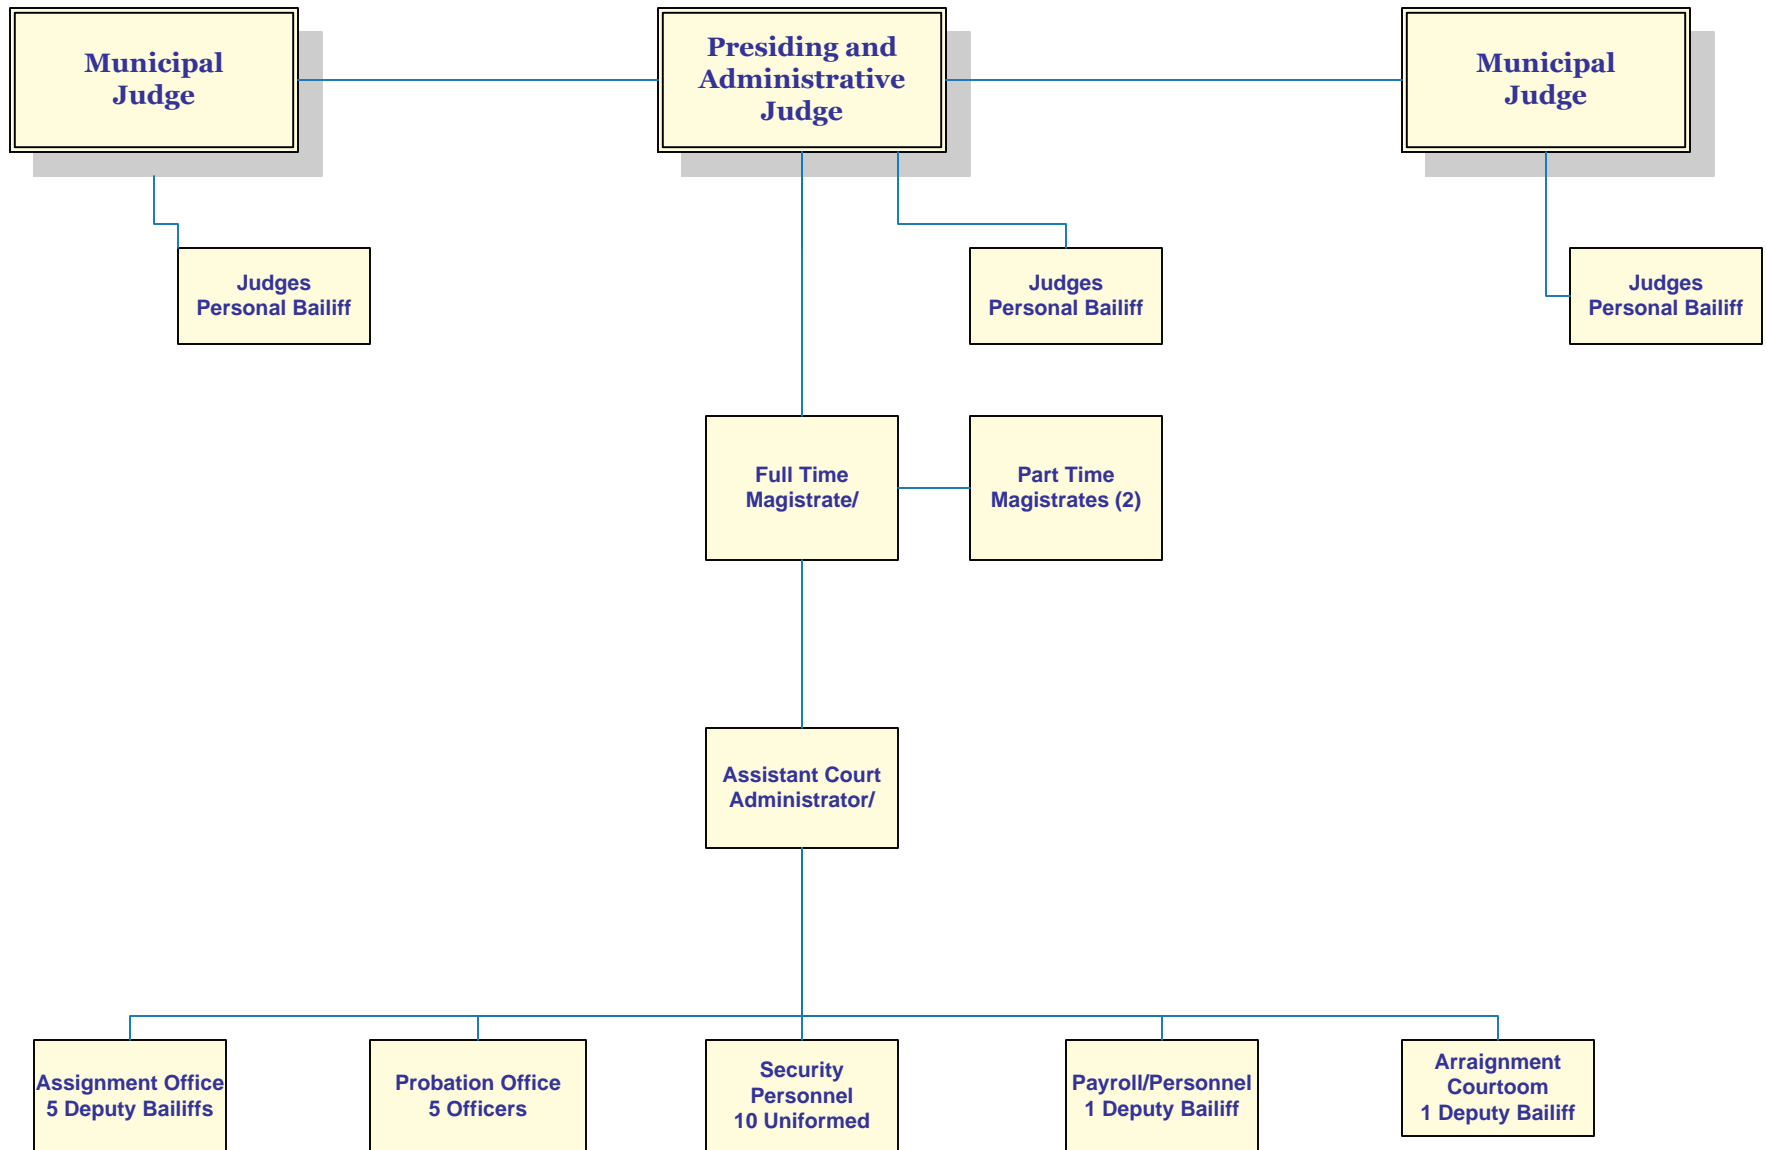 Municipal
Judge
Presiding and
Administrative
Judge
Municipal
Judge
Judges
Personal Bailiff
Judges
Personal Bailiff
Judges
Personal Bailiff
Full Time
Magistrate/
Part Time
Magistrates (2)
Assistant Court
Administrator/
Assignment Office
5 Deputy Bailiffs
Probation Office
5 Officers
Security
Personnel
10 Uniformed
Payroll/Personnel
1 Deputy Bailiff
Arraignment
Courtoom
1 Deputy Bailiff